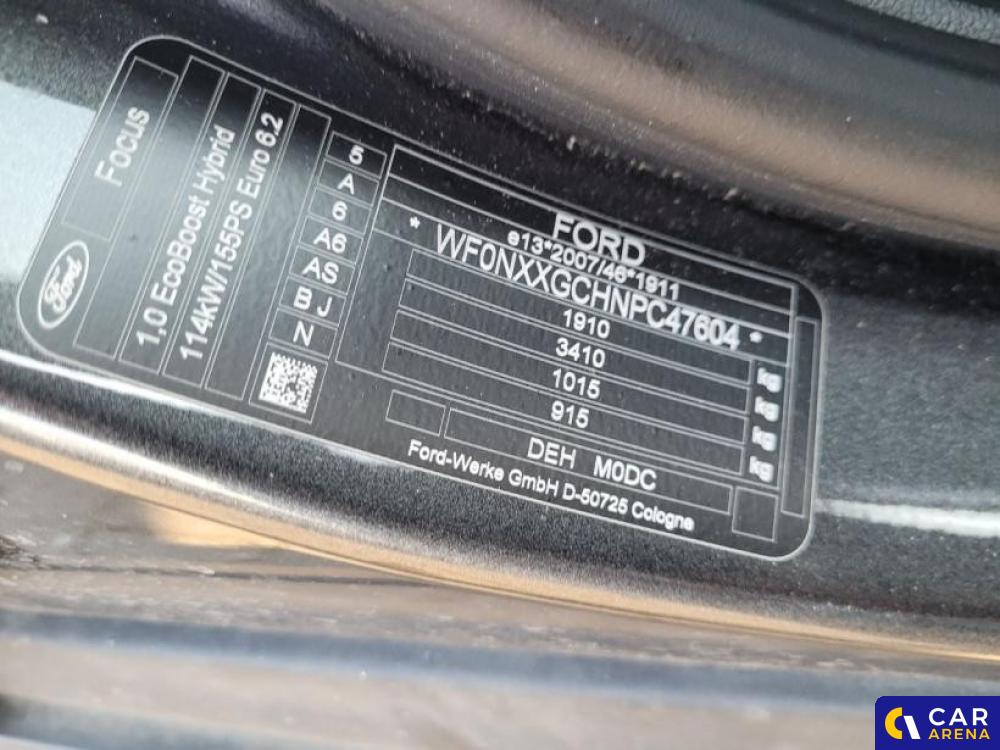 Ford
Focus
1.0 EcoBoost Hybrid
114kW/155PS Euro 6.2
5
A
6
A6
AS
B J
N
FORD
e13*2007/46*1911
* WF0NXXGCHNPC47604 *
1910 kg
3410 kg
1015 kg
915 kg
DEH M0DC
Ford-Werke GmbH D-50725 Cologne
CAR
ARENA